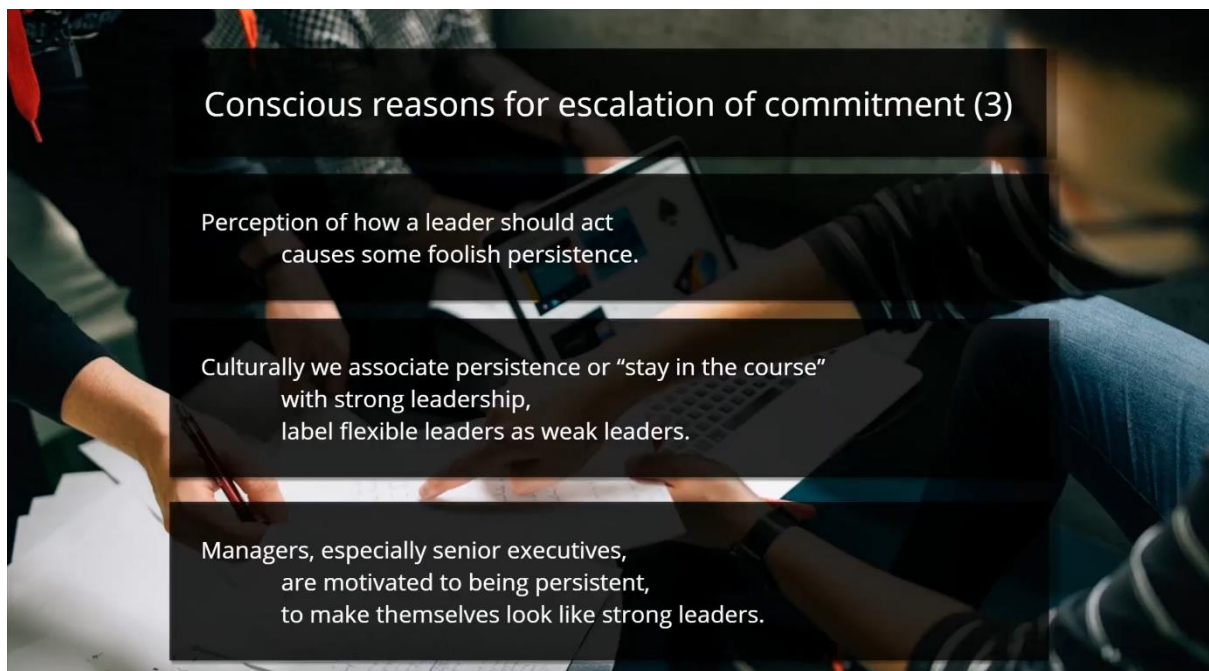 Conscious reasons for escalation of commitment (3)
Perception of how a leader should act
causes some foolish persistence.
Culturally we associate persistence or “stay in the course”
with strong leadership,
label flexible leaders as weak leaders.
Managers, especially senior executives,
are motivated to being persistent,
to make themselves look like strong leaders.